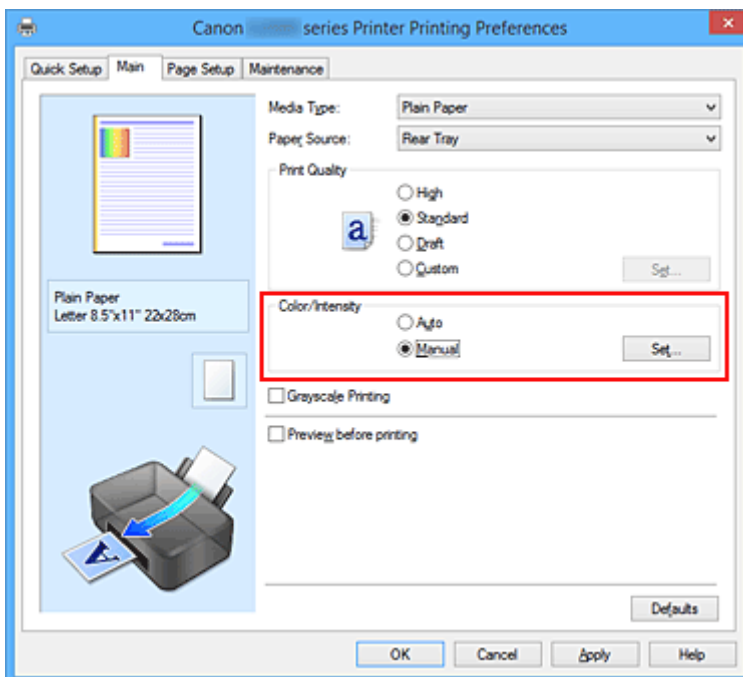 Canon series Printer Printing Preferences
Quick Setup Main Page Setup Maintenance
Media Type: Plain Paper
Paper Source: Rear Tray
Print Quality
High
a Standard
Draft
Custom Set...
Plain Paper
Letter 8.5"x11" 22x28cm
Color/Intensity
Auto
Manual Set...
Grayscale Printing
Preview before printing
A
Defaults
OK Cancel Apply Help